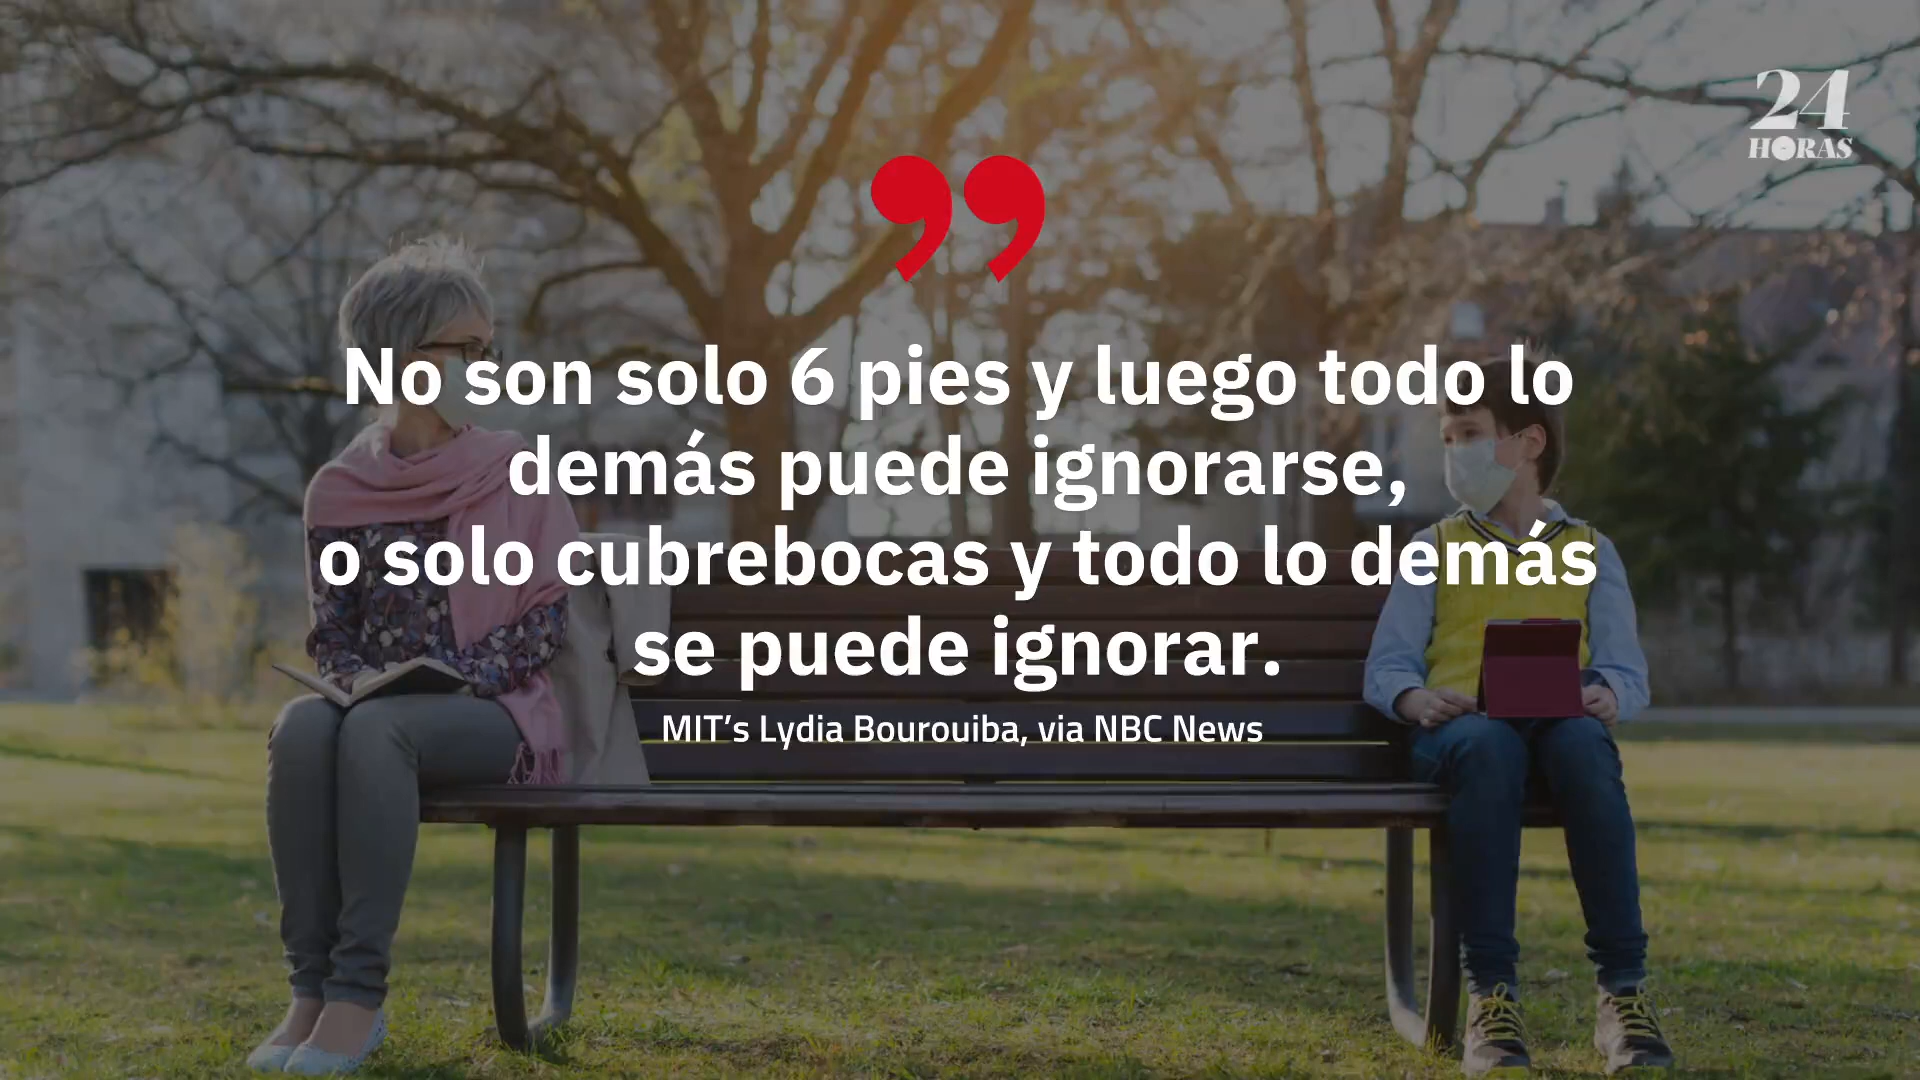 24
HORAS
No son solo 6 pies y luego todo lo
demás puede ignorarse,
o solo cubrebocas y todo lo demás
se puede ignorar.
MIT’s Lydia Bourouiba, via NBC News